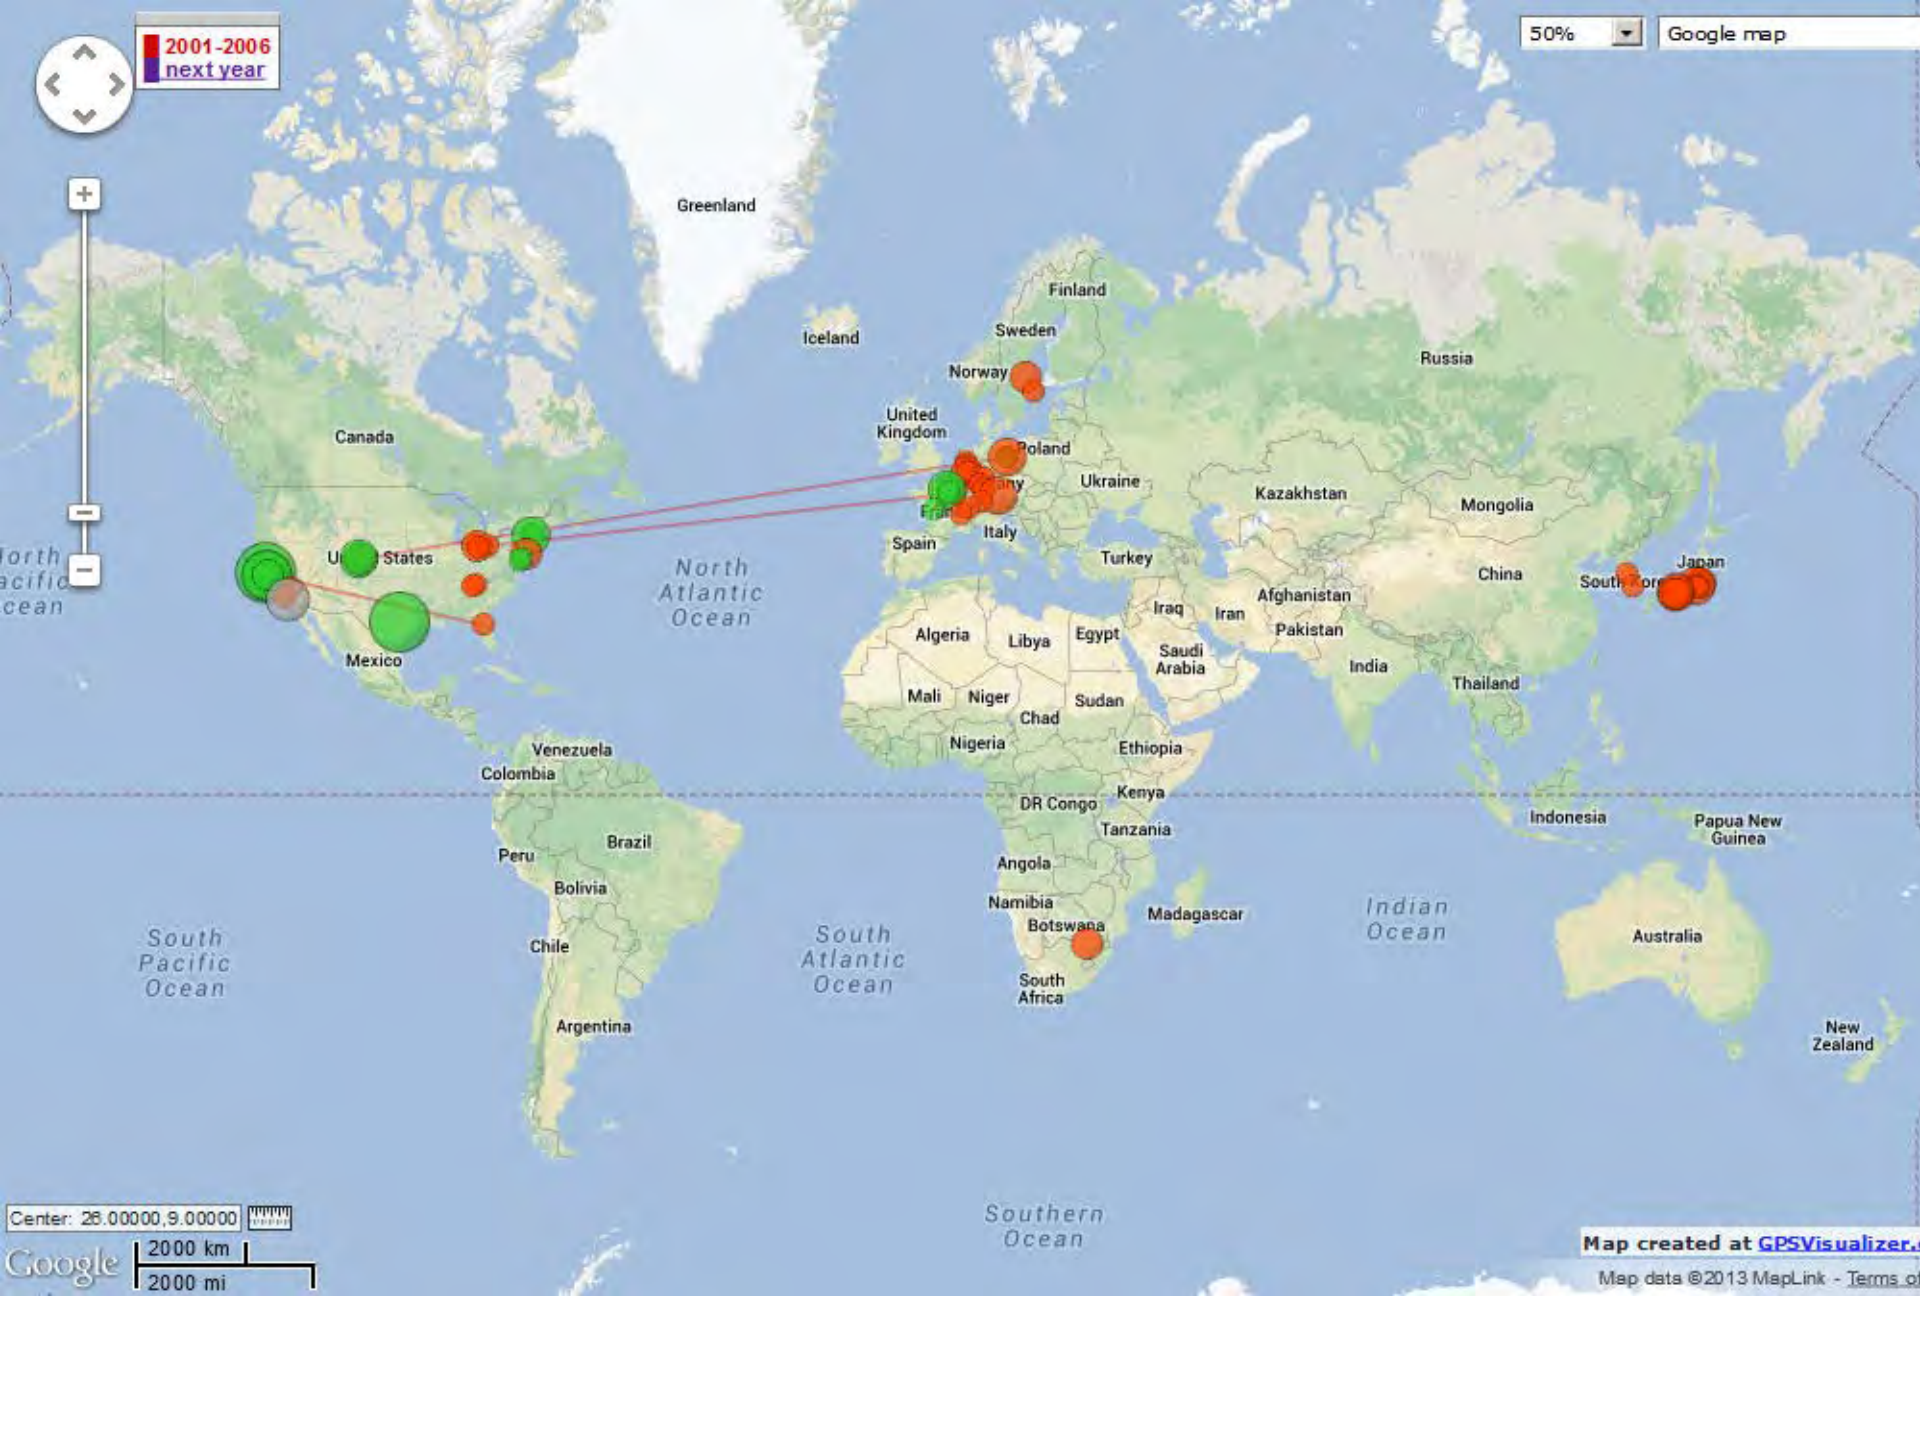 2001-2006
next year
50%
Google map
Greenland
Finland
Iceland
Sweden
Russia
Norway
United
Kingdom
Canada
Poland
Ukraine
Kazakhstan
Mongolia
Italy
Spain
Turkey
States
North
Atlantic
Ocean
China
Japan
South
Afghanistan
Iraq
Iran
Pakistan
Algeria
Libya
Egypt
Saudi
Arabia
Mexico
India
Thailand
Mali
Niger
Sudan
Chad
Nigeria
Ethiopia
Venezuela
Colombia
Kenya
DR Congo
Tanzania
Indonesia
Papua New
Guinea
Brazil
Peru
Angola
Bolivia
Namibia
Botswana
Madagascar
Indian
Ocean
South
Pacific
Ocean
Chile
South
Atlantic
Ocean
Australia
South
Africa
Argentina
New
Zealand
Southern
Ocean
Center: 26.00000,9.00000
Google
2000 km
2000 mi
Map created at GPSVisualizer.
Map data ©2013 MapLink - Terms of